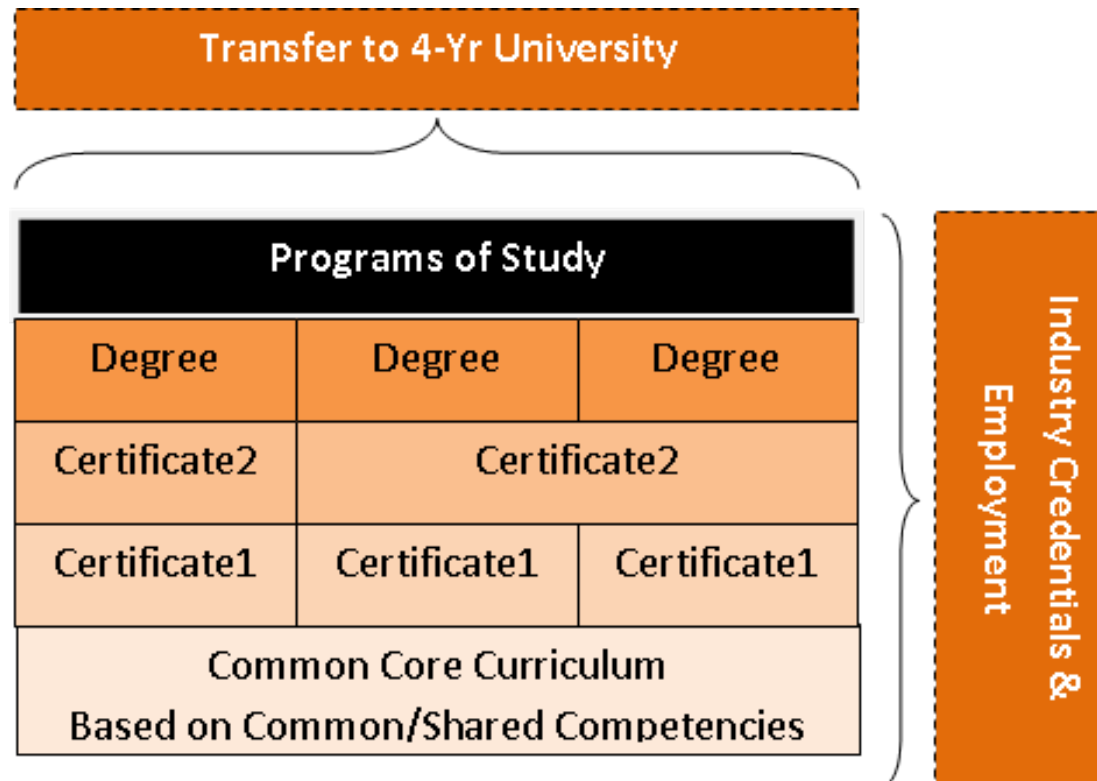 Transfer to 4-Yr University
Programs of Study
Degree
Degree
Degree
Certificate2
Certificate2
Certificate1
Certificate1
Certificate1
Common Core Curriculum
Based on Common/Shared Competencies
Industry Credentials &
Employment